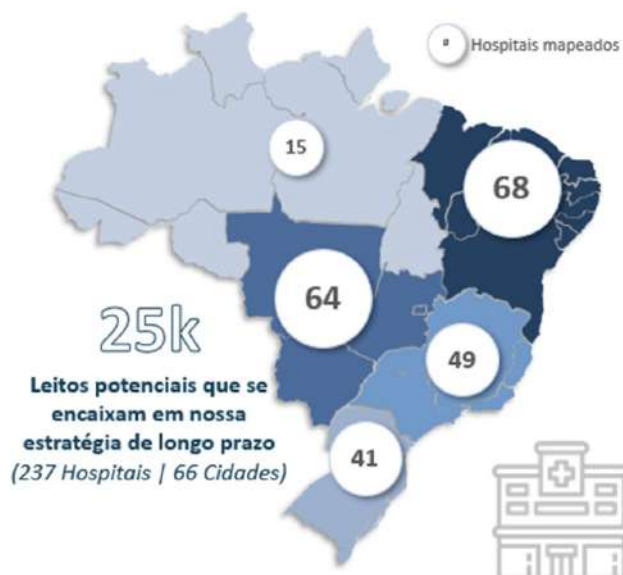 # Hospitais mapeados
15
68
64
49
41
25k
Leitos potenciais que se
encaixam em nossa
estratégia de longo prazo
(237 Hospitais | 66 Cidades)